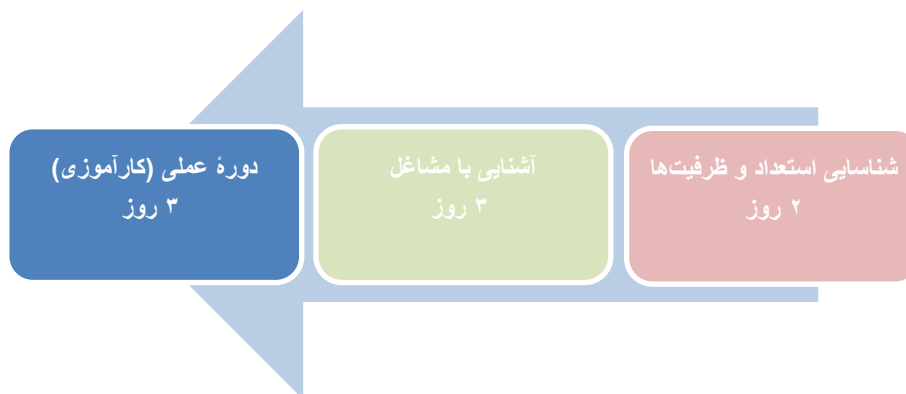 شناسایی استعداد و ظرفیت‌ها
۲ روز
آشنایی با مشاغل
۳ روز
دورهٔ عملی (کارآموزی)
۳ روز